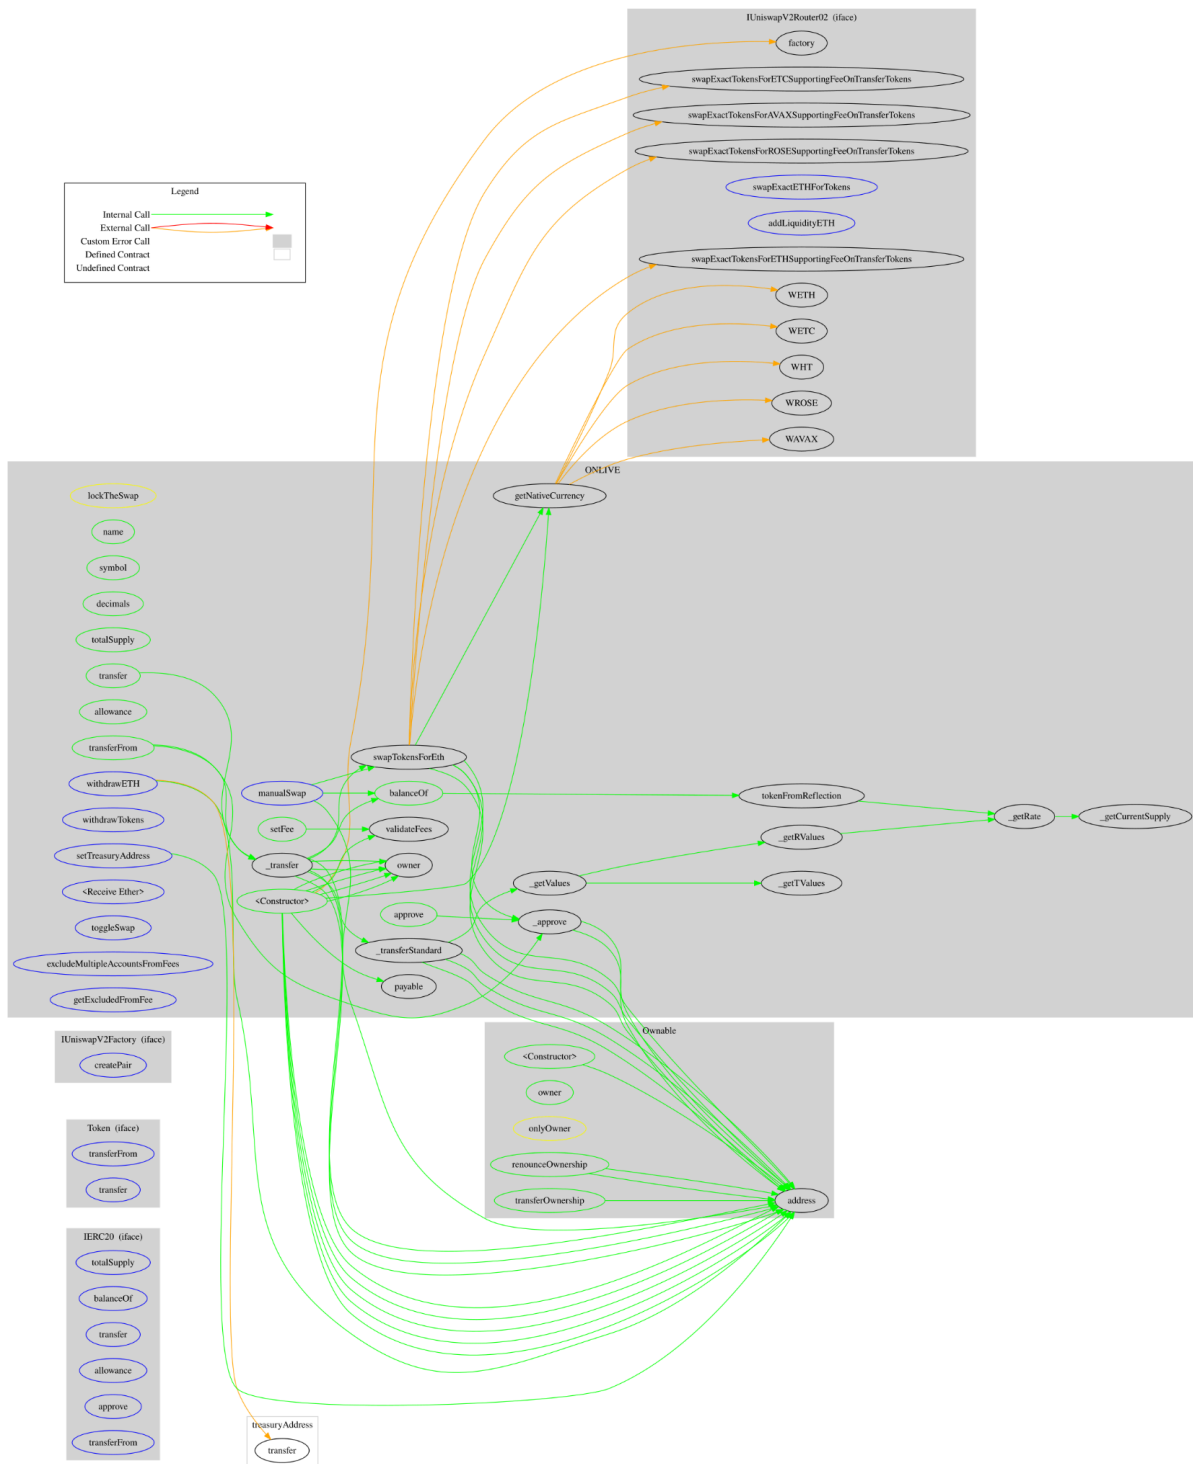 IUniswapV2Router02 (iface)
factory
swapExactTokensForETCSupportingFeeOnTransferTokens
swapExactTokensForAVAXSupportingFeeOnTransferTokens
swapExactTokensForROSESupportingFeeOnTransferTokens
swapExactETHForTokens
addLiquidityETH
swapExactTokensForETHSupportingFeeOnTransferTokens
WETH
WETC
WHT
WROSE
WAVAX
Legend
Internal Call
External Call
Custom Error Call
Defined Contract
Undefined Contract
ONLIVE
lockTheSwap
name
symbol
decimals
totalSupply
transfer
allowance
transferFrom
withdrawETH
withdrawTokens
setTreasuryAddress
<Receive Ether>
toggleSwap
excludeMultipleAccountsFromFees
getExcludedFromFee
manualSwap
setFee
_transfer
<Constructor>
swapTokensForEth
balanceOf
validateFees
owner
approve
_transferStandard
payable
getNativeCurrency
_getValues
_approve
tokenFromReflection
_getRValues
_getTValues
_getRate
_getCurrentSupply
Ownable
<Constructor>
owner
onlyOwner
renounceOwnership
transferOwnership
address
IUniswapV2Factory (iface)
createPair
Token (iface)
transferFrom
transfer
IERC20 (iface)
totalSupply
balanceOf
transfer
allowance
approve
transferFrom
treasuryAddress
transfer